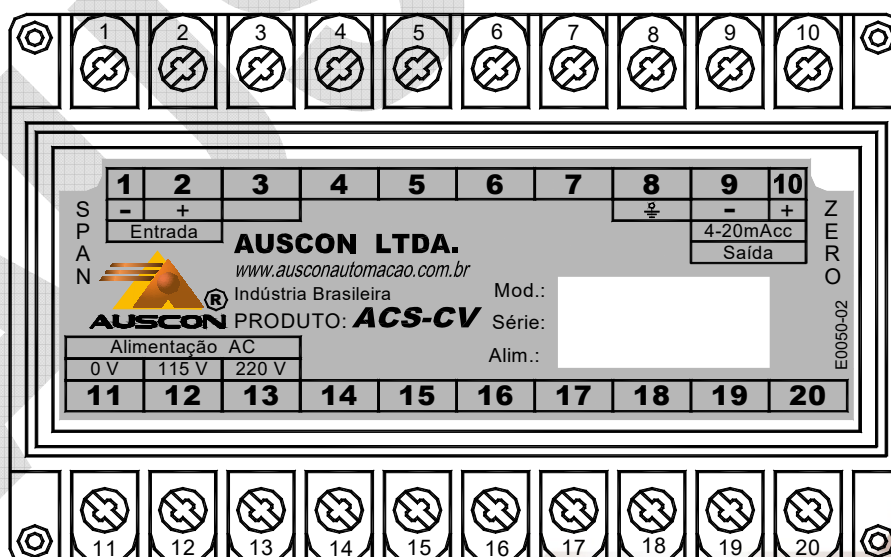 1 2 3 4 5 6 7 8 9 10
1 2 3 4 5 6 7 8 9 10
- + - +
Entrada 4-20mAcc
Saída
SPAN
ZERO
AUSCON LTDA.
www.ausconautomacao.com.br
Indústria Brasileira
PRODUTO: ACS-CV
AUSCON ®
Mod.:
Série:
Alim.:
E0050-02
Alimentação AC
0 V 115 V 220 V
11 12 13 14 15 16 17 18 19 20
11 12 13 14 15 16 17 18 19 20